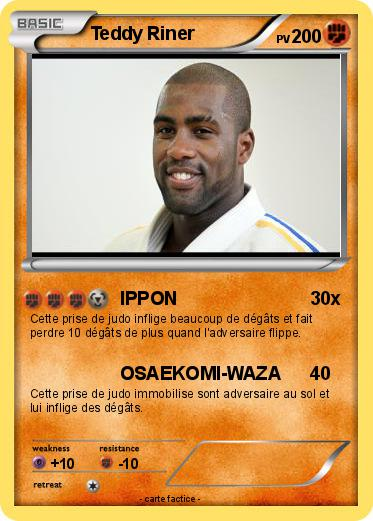 BASIC
Teddy Riner
PV 200
IPPON 30x
Cette prise de judo inflige beaucoup de dégâts et fait
perdre 10 dégâts de plus quand l'adversaire flippe.
OSAEKOMI-WAZA 40
Cette prise de judo immobilise sont adversaire au sol et
lui inflige des dégâts.
weakness resistance
+10 -10
retreat
- carte factice -